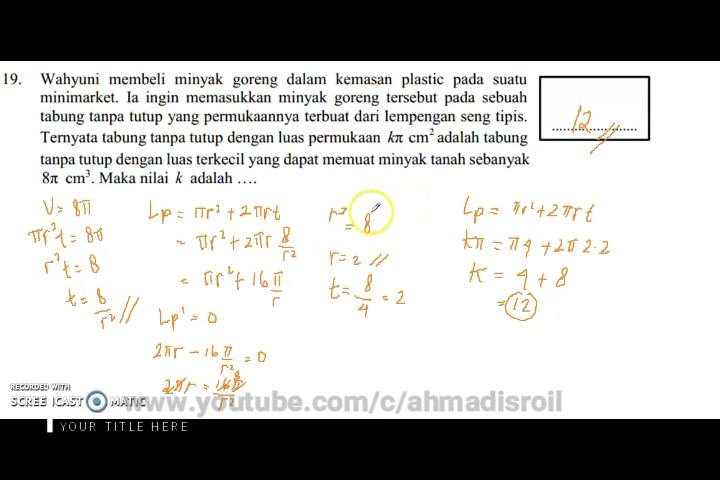 19. Wahyuni membeli minyak goreng dalam kemasan plastic pada suatu
minimarket. Ia ingin memasukkan minyak goreng tersebut pada sebuah
tabung tanpa tutup yang permukaannya terbuat dari lempengan seng tipis.
Ternyata tabung tanpa tutup dengan luas permukaan kπ cm² adalah tabung
tanpa tutup dengan luas terkecil yang dapat memuat minyak tanah sebanyak
8π cm³. Maka nilai k adalah ….
12
V = 8π
πr²t = 8π
r²t = 8
t = 8/r² //
Lp = πr² + 2πrt
= πr² + 2πr 8/r²
= πr² + 16 π/r
Lp' = 0
2πr - 16 π/r² = 0
2πr = 16π/r²
8
r³ = 8
r = 2 //
t = 8/4 = 2
Lp = πr² + 2πrt
kπ = π4 + 2π 2·2
k = 4 + 8
= 12
RECORDED WITH
SCREENCAST MATIC
www.youtube.com/c/ahmadisroil
YOUR TITLE HERE